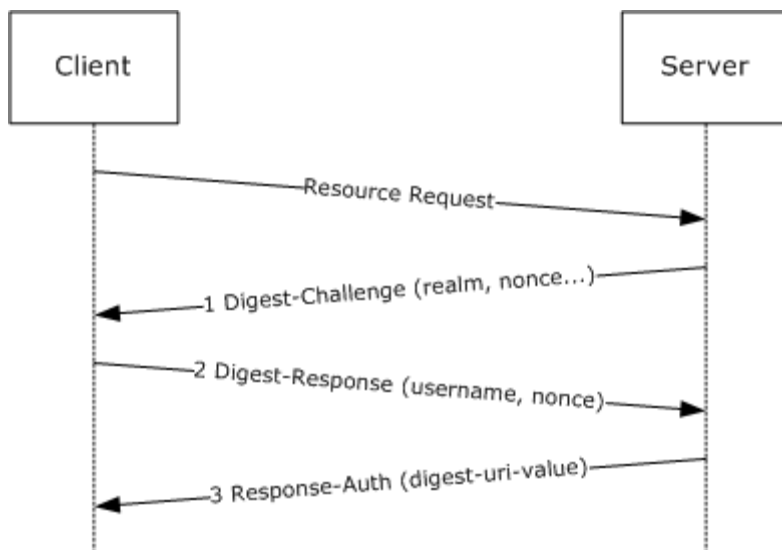 Client
Server
Resource Request
1 Digest-Challenge (realm, nonce...)
2 Digest-Response (username, nonce)
3 Response-Auth (digest-uri-value)